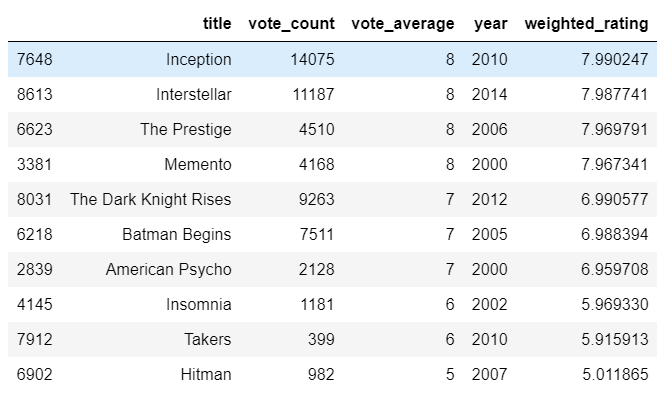 title vote_count vote_average year weighted_rating
7648 Inception 14075 8 2010 7.990247
8613 Interstellar 11187 8 2014 7.987741
6623 The Prestige 4510 8 2006 7.969791
3381 Memento 4168 8 2000 7.967341
8031 The Dark Knight Rises 9263 7 2012 6.990577
6218 Batman Begins 7511 7 2005 6.988394
2839 American Psycho 2128 7 2000 6.959708
4145 Insomnia 1181 6 2002 5.969330
7912 Takers 399 6 2010 5.915913
6902 Hitman 982 5 2007 5.011865